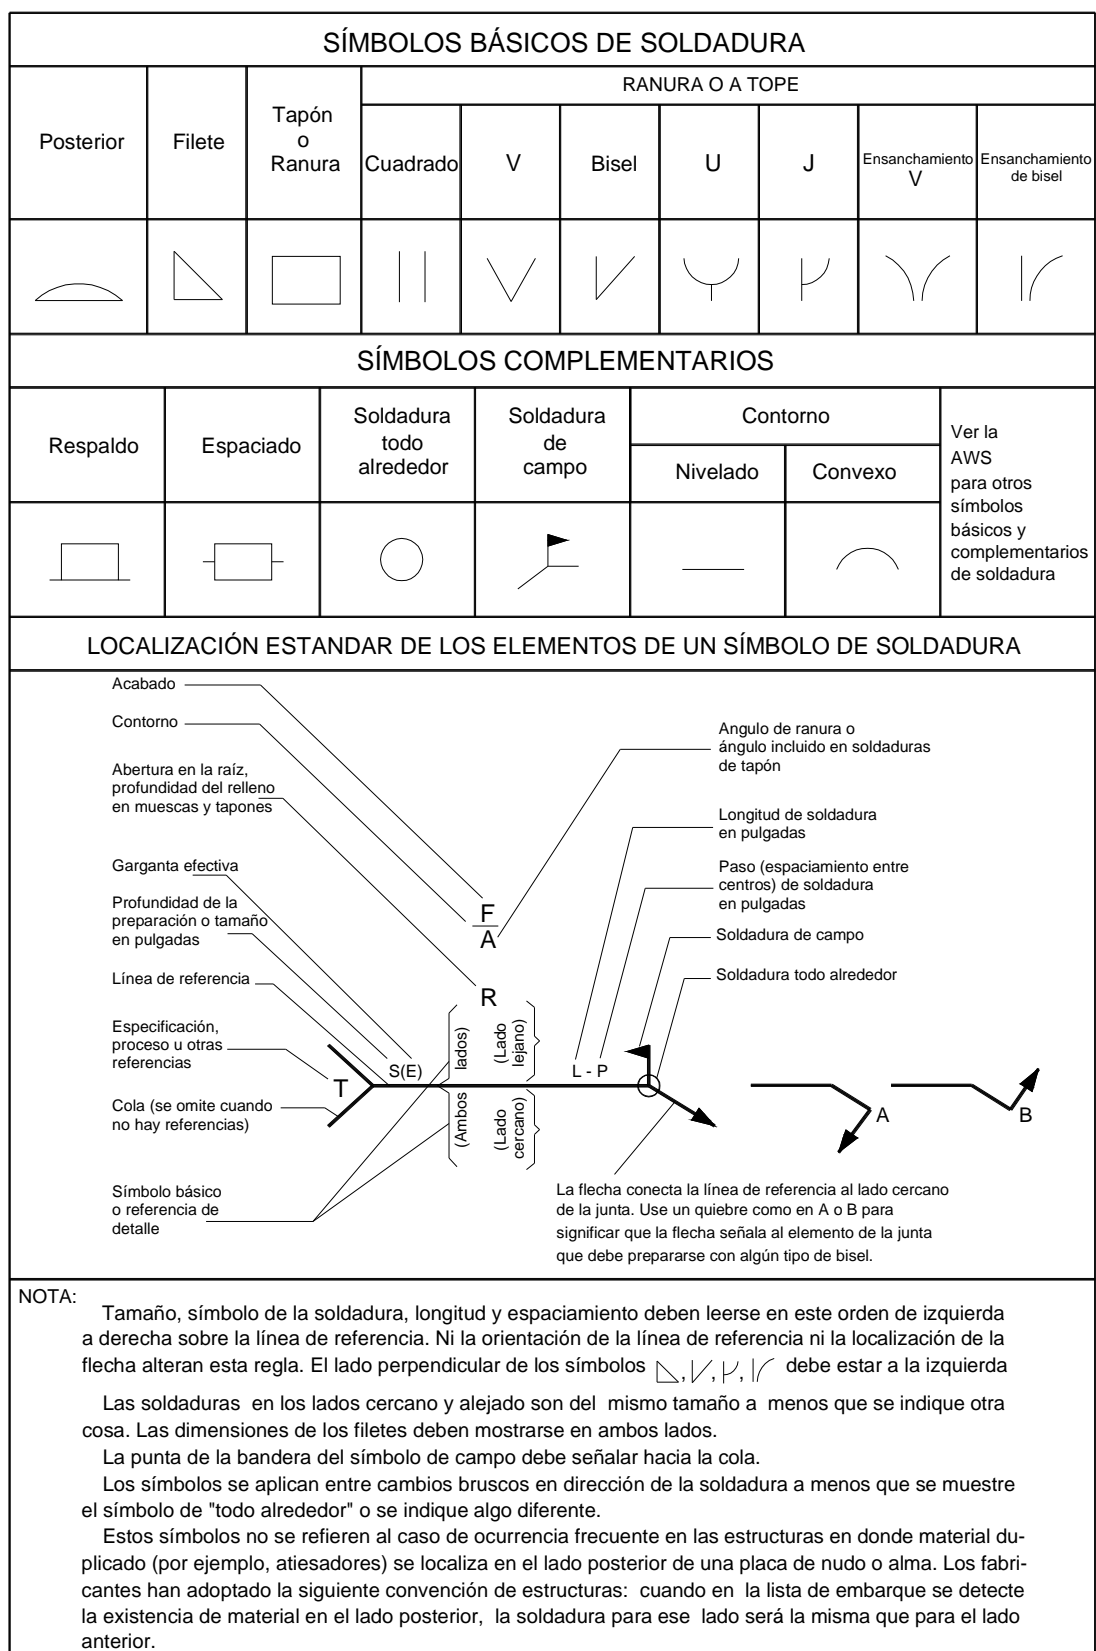 SÍMBOLOS BÁSICOS DE SOLDADURA
Posterior
Filete
Tapón
o
Ranura
RANURA O A TOPE
Cuadrado
V
Bisel
U
J
Ensanchamiento
V
Ensanchamiento
de bisel
SÍMBOLOS COMPLEMENTARIOS
Respaldo
Espaciado
Soldadura
todo
alrededor
Soldadura
de
campo
Contorno
Nivelado
Convexo
Ver la
AWS
para otros
símbolos
básicos y
complementarios
de soldadura
LOCALIZACIÓN ESTANDAR DE LOS ELEMENTOS DE UN SÍMBOLO DE SOLDADURA
Acabado
Contorno
Abertura en la raíz,
profundidad del relleno
en muescas y tapones
Garganta efectiva
Profundidad de la
preparación o tamaño
en pulgadas
Línea de referencia
Especificación,
proceso u otras
referencias
Cola (se omite cuando
no hay referencias)
Símbolo básico
o referencia de
detalle
F
A
R
S(E)
T
(Ambos lados)
(Lado
lejano)
(Lado
cercano)
L - P
Angulo de ranura o
ángulo incluido en soldaduras
de tapón
Longitud de soldadura
en pulgadas
Paso (espaciamiento entre
centros) de soldadura
en pulgadas
Soldadura de campo
Soldadura todo alrededor
A
B
La flecha conecta la línea de referencia al lado cercano
de la junta. Use un quiebre como en A o B para
significar que la flecha señala al elemento de la junta
que debe prepararse con algún tipo de bisel.
NOTA:
Tamaño, símbolo de la soldadura, longitud y espaciamiento deben leerse en este orden de izquierda
a derecha sobre la línea de referencia. Ni la orientación de la línea de referencia ni la localización de la
flecha alteran esta regla. El lado perpendicular de los símbolos , , , debe estar a la izquierda
Las soldaduras en los lados cercano y alejado son del mismo tamaño a menos que se indique otra
cosa. Las dimensiones de los filetes deben mostrarse en ambos lados.
La punta de la bandera del símbolo de campo debe señalar hacia la cola.
Los símbolos se aplican entre cambios bruscos en dirección de la soldadura a menos que se muestre
el símbolo de "todo alrededor" o se indique algo diferente.
Estos símbolos no se refieren al caso de ocurrencia frecuente en las estructuras en donde material du-
plicado (por ejemplo, atiesadores) se localiza en el lado posterior de una placa de nudo o alma. Los fabri-
cantes han adoptado la siguiente convención de estructuras: cuando en la lista de embarque se detecte
la existencia de material en el lado posterior, la soldadura para ese lado será la misma que para el lado
anterior.